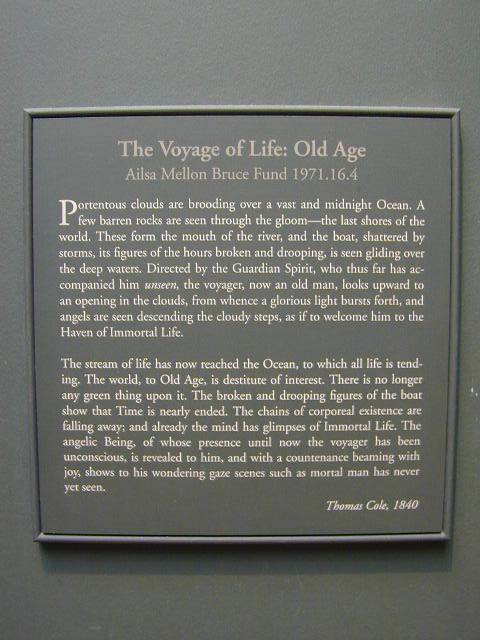 The Voyage of Life: Old Age
Ailsa Mellon Bruce Fund 1971.16.4
Portentous clouds are brooding over a vast and midnight Ocean. A
few barren rocks are seen through the gloom—the last shores of the
world. These form the mouth of the river, and the boat, shattered by
storms, its figures of the hours broken and drooping, is seen gliding over
the deep waters. Directed by the Guardian Spirit, who thus far has ac-
companied him unseen, the voyager, now an old man, looks upward to
an opening in the clouds, from whence a glorious light bursts forth, and
angels are seen descending the cloudy steps, as if to welcome him to the
Haven of Immortal Life.
The stream of life has now reached the Ocean, to which all life is tend-
ing. The world, to Old Age, is destitute of interest. There is no longer
any green thing upon it. The broken and drooping figures of the boat
show that Time is nearly ended. The chains of corporeal existence are
falling away; and already the mind has glimpses of Immortal Life. The
angelic Being, of whose presence until now the voyager has been
unconscious, is revealed to him, and with a countenance beaming with
joy, shows to his wondering gaze scenes such as mortal man has never
yet seen.
Thomas Cole, 1840